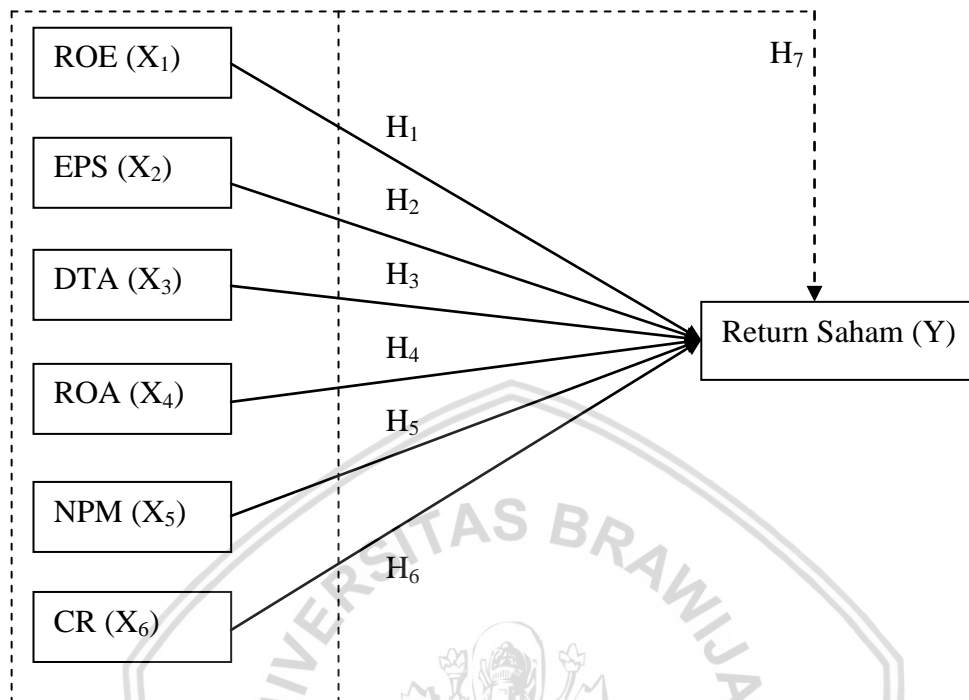 ROE (X₁)
H₇
H₁
EPS (X₂)
H₂
DTA (X₃)
H₃
Return Saham (Y)
H₄
ROA (X₄)
H₅
NPM (X₅)
H₆
CR (X₆)
UNIVERSITAS BRAWIJA